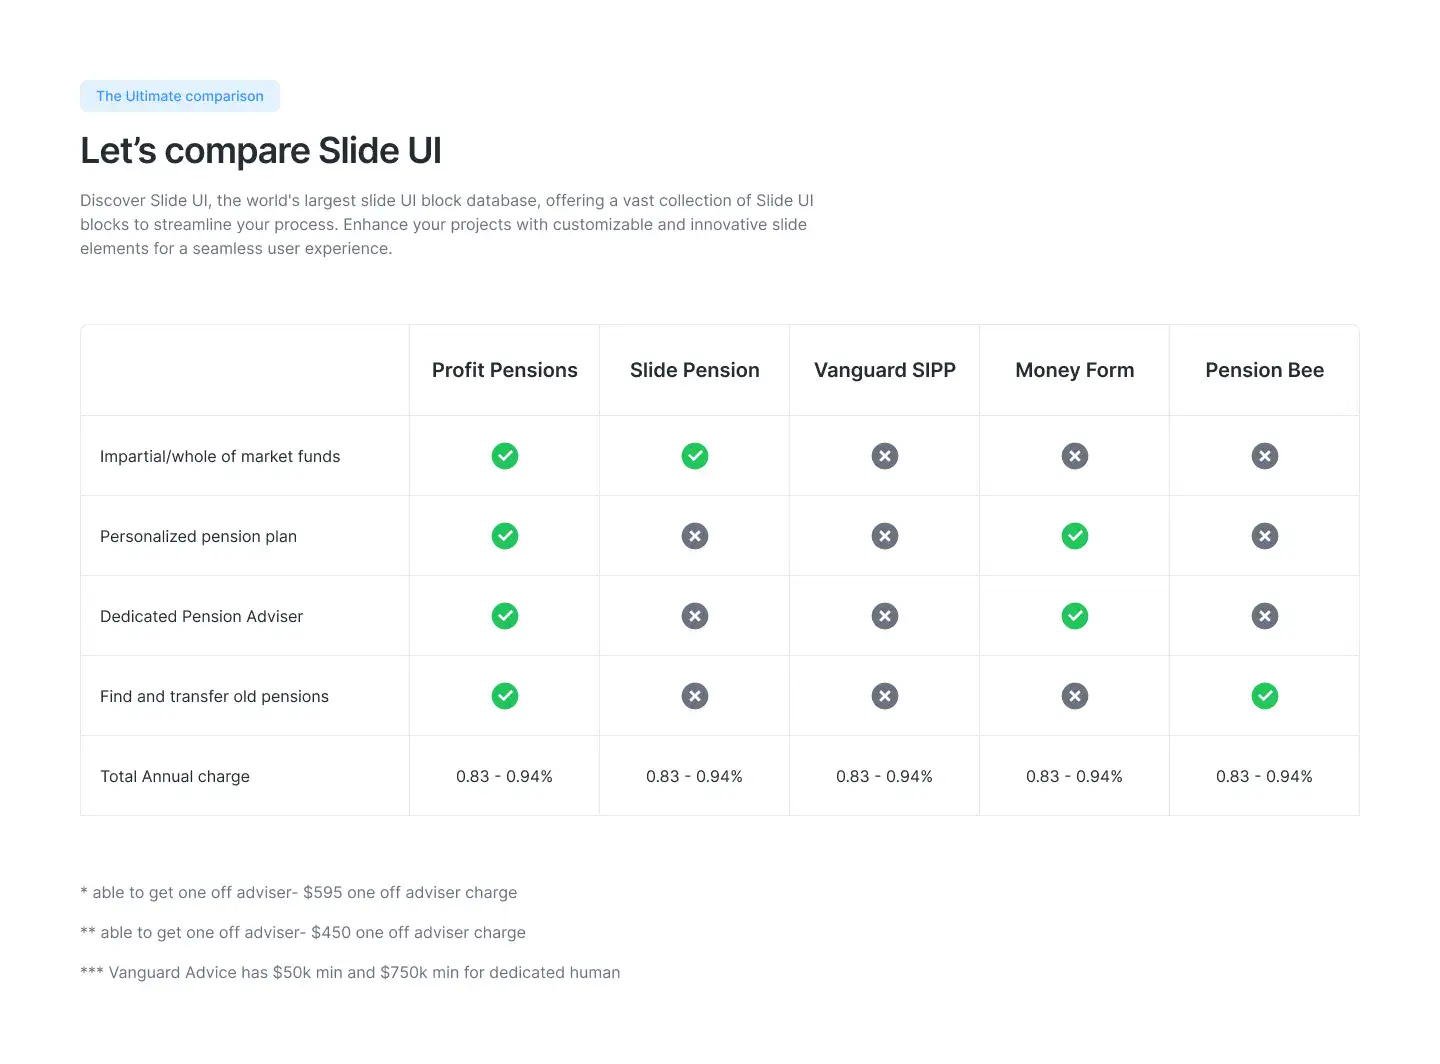 The Ultimate comparison
Let’s compare Slide UI
Discover Slide UI, the world's largest slide UI block database, offering a vast collection of Slide UI
blocks to streamline your process. Enhance your projects with customizable and innovative slide
elements for a seamless user experience.
Profit Pensions Slide Pension Vanguard SIPP Money Form Pension Bee
Impartial/whole of market funds
Personalized pension plan
Dedicated Pension Adviser
Find and transfer old pensions
Total Annual charge 0.83 - 0.94% 0.83 - 0.94% 0.83 - 0.94% 0.83 - 0.94% 0.83 - 0.94%
* able to get one off adviser- $595 one off adviser charge
** able to get one off adviser- $450 one off adviser charge
*** Vanguard Advice has $50k min and $750k min for dedicated human